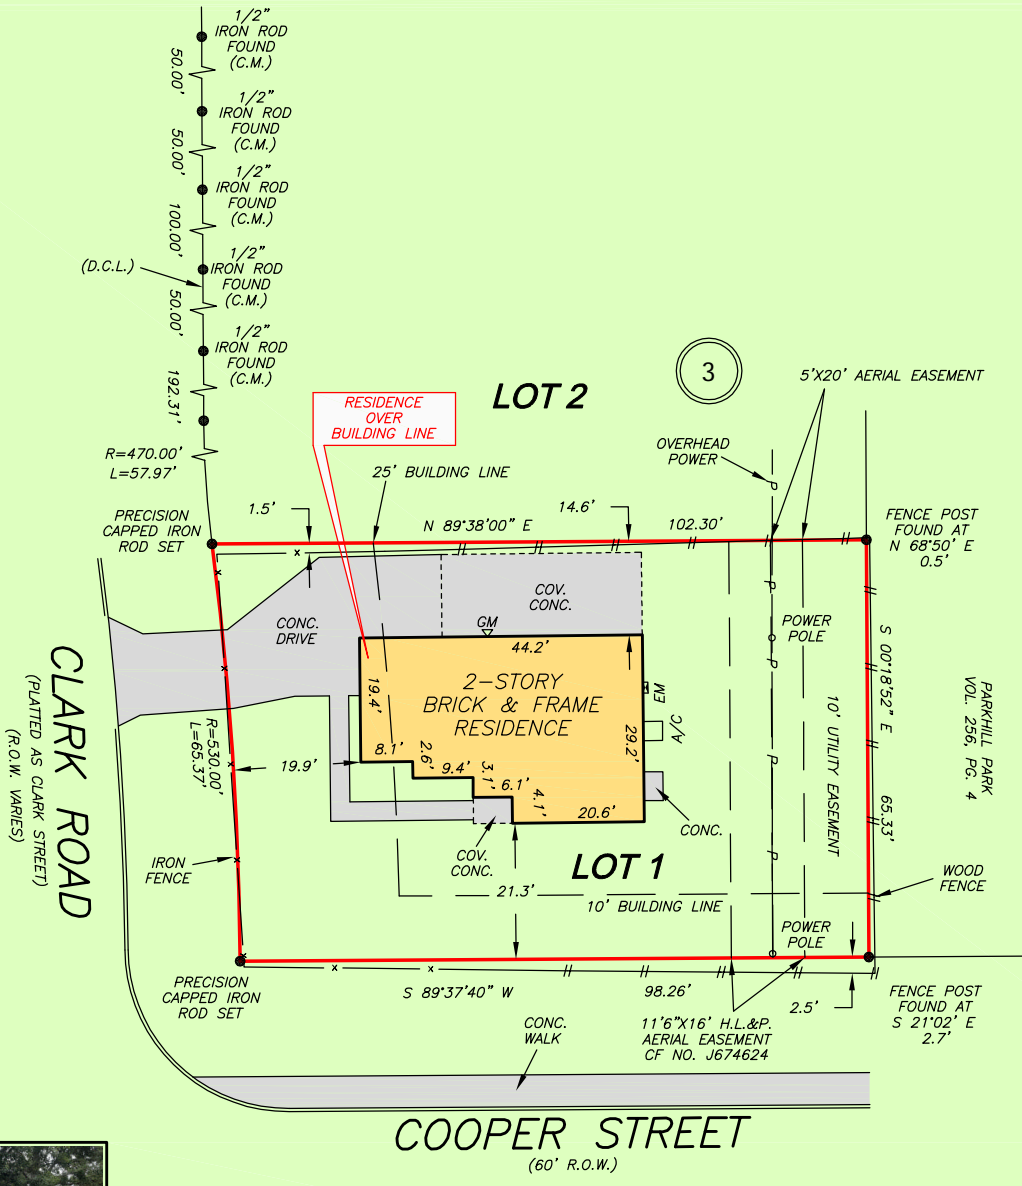 1/2"
IRON ROD
FOUND
(C.M.)
50.00'
1/2"
IRON ROD
FOUND
(C.M.)
50.00'
1/2"
IRON ROD
FOUND
(C.M.)
100.00'
(D.C.L.)
1/2"
IRON ROD
FOUND
(C.M.)
50.00'
1/2"
IRON ROD
FOUND
(C.M.)
192.31'
R=470.00'
L=57.97'
RESIDENCE
OVER
BUILDING LINE
LOT 2
3
5'X20' AERIAL EASEMENT
OVERHEAD
POWER
P
25' BUILDING LINE
PRECISION
CAPPED IRON
ROD SET
1.5'
N 89°38'00" E
14.6'
102.30'
FENCE POST
FOUND AT
N 68°50' E
0.5'
x
x
CONC.
DRIVE
COV.
CONC.
GM
44.2'
P
POWER
POLE
P
2-STORY
BRICK & FRAME
RESIDENCE
19.4'
EM
A/C
29.2'
8.1'
2.6'
9.4'
3.1'
6.1'
4.1'
20.6'
CONC.
COV.
CONC.
P
P
10' UTILITY EASEMENT
S 00°18'52" E
65.33'
PARKHILL PARK
VOL. 256, PG. 4
CLARK ROAD
(PLATTED AS CLARK STREET)
(R.O.W. VARIES)
x
R=530.00'
L=65.37'
x
19.9'
IRON
FENCE
x
LOT 1
21.3'
10' BUILDING LINE
WOOD
FENCE
POWER
POLE
x
PRECISION
CAPPED IRON
ROD SET
x
x
S 89°37'40" W
98.26'
2.5'
11'6"X16' H.L.&P.
AERIAL EASEMENT
CF NO. J674624
FENCE POST
FOUND AT
S 21°02' E
2.7'
CONC.
WALK
COOPER STREET
(60' R.O.W.)